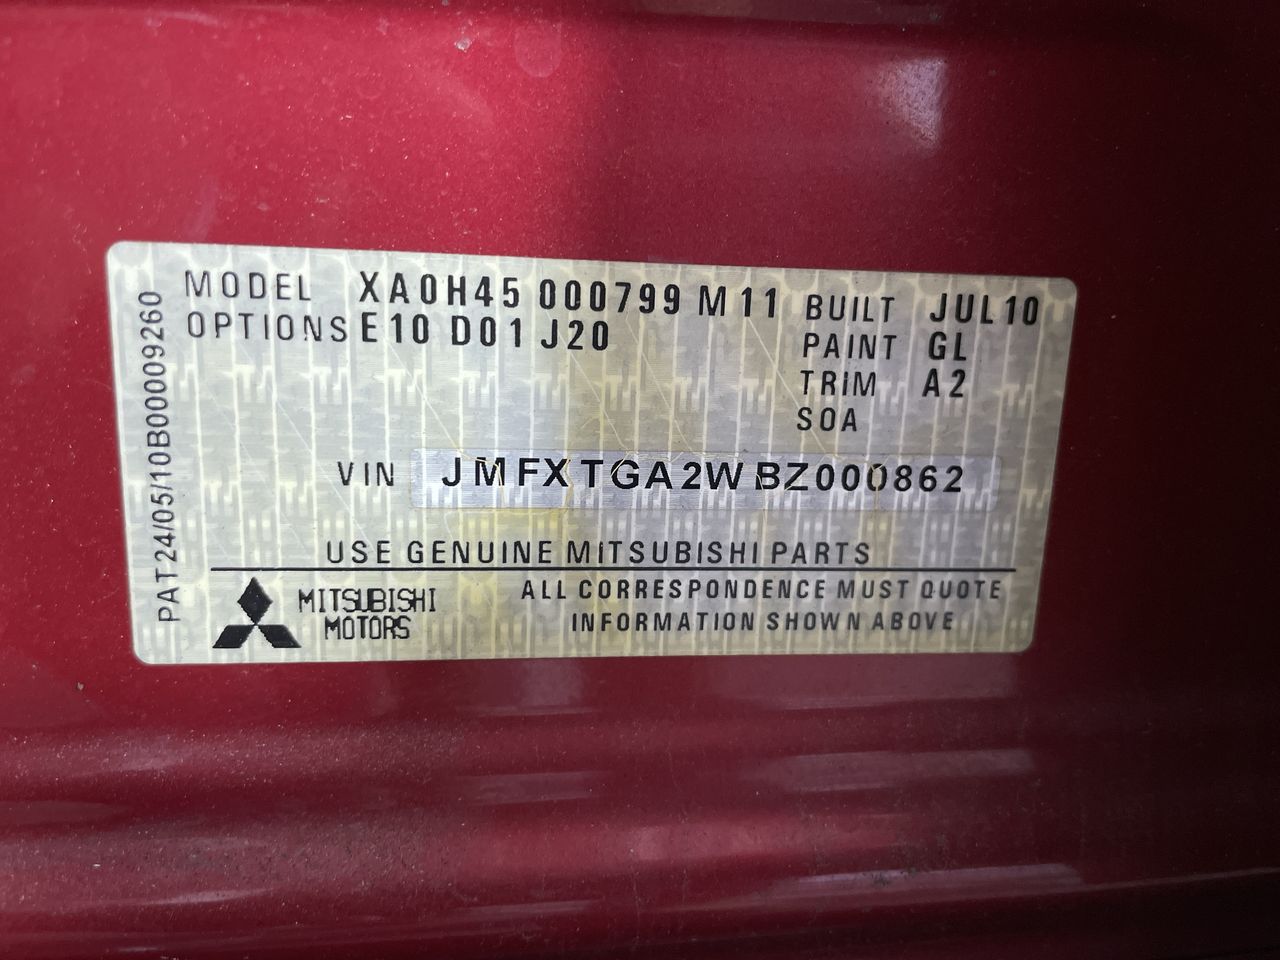 MODEL XA0H45 000799 M11
OPTIONS E10 D01 J20
BUILT JUL10
PAINT GL
TRIM A2
SOA
VIN JMFXTGA2WBZ000862
USE GENUINE MITSUBISHI PARTS
MITSUBISHI
MOTORS
ALL CORRESPONDENCE MUST QUOTE
INFORMATION SHOWN ABOVE
PAT24/05/10B00009260